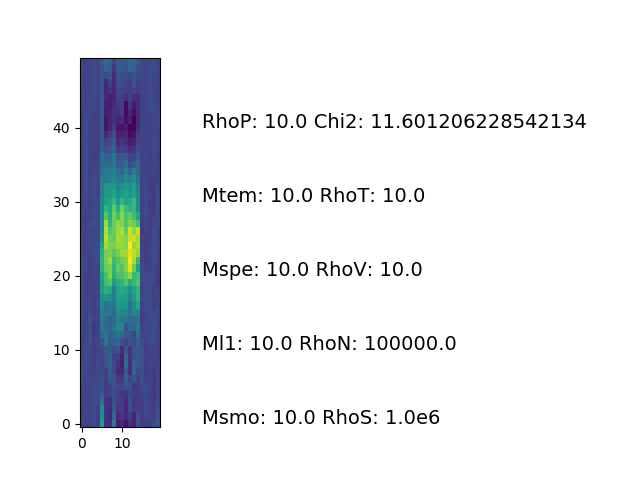 RhoP: 10.0 Chi2: 11.601206228542134
40
30
Mtem: 10.0 RhoT: 10.0
20
Mspe: 10.0 RhoV: 10.0
10
Ml1: 10.0 RhoN: 100000.0
0
Msmo: 10.0 RhoS: 1.0e6
0 10